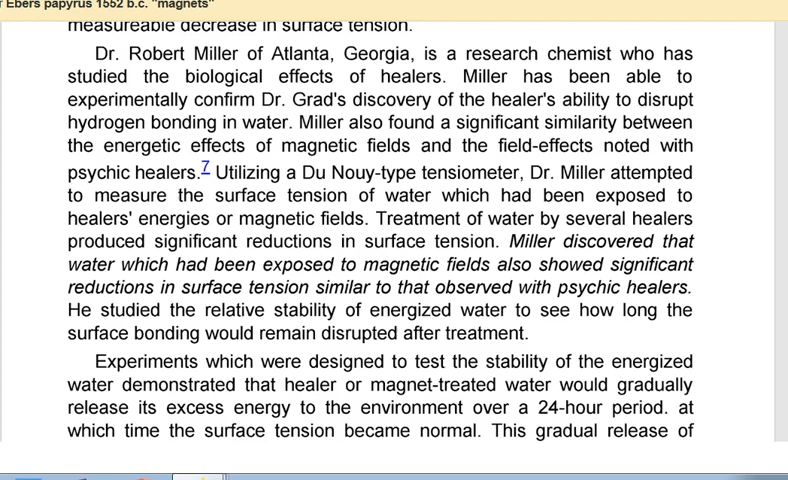 Ebers papyrus 1552 b.c. "magnets"
measureable decrease in surface tension.
Dr. Robert Miller of Atlanta, Georgia, is a research chemist who has
studied the biological effects of healers. Miller has been able to
experimentally confirm Dr. Grad's discovery of the healer's ability to disrupt
hydrogen bonding in water. Miller also found a significant similarity between
the energetic effects of magnetic fields and the field-effects noted with
psychic healers.7 Utilizing a Du Nouy-type tensiometer, Dr. Miller attempted
to measure the surface tension of water which had been exposed to
healers' energies or magnetic fields. Treatment of water by several healers
produced significant reductions in surface tension. Miller discovered that
water which had been exposed to magnetic fields also showed significant
reductions in surface tension similar to that observed with psychic healers.
He studied the relative stability of energized water to see how long the
surface bonding would remain disrupted after treatment.
Experiments which were designed to test the stability of the energized
water demonstrated that healer or magnet-treated water would gradually
release its excess energy to the environment over a 24-hour period. at
which time the surface tension became normal. This gradual release of